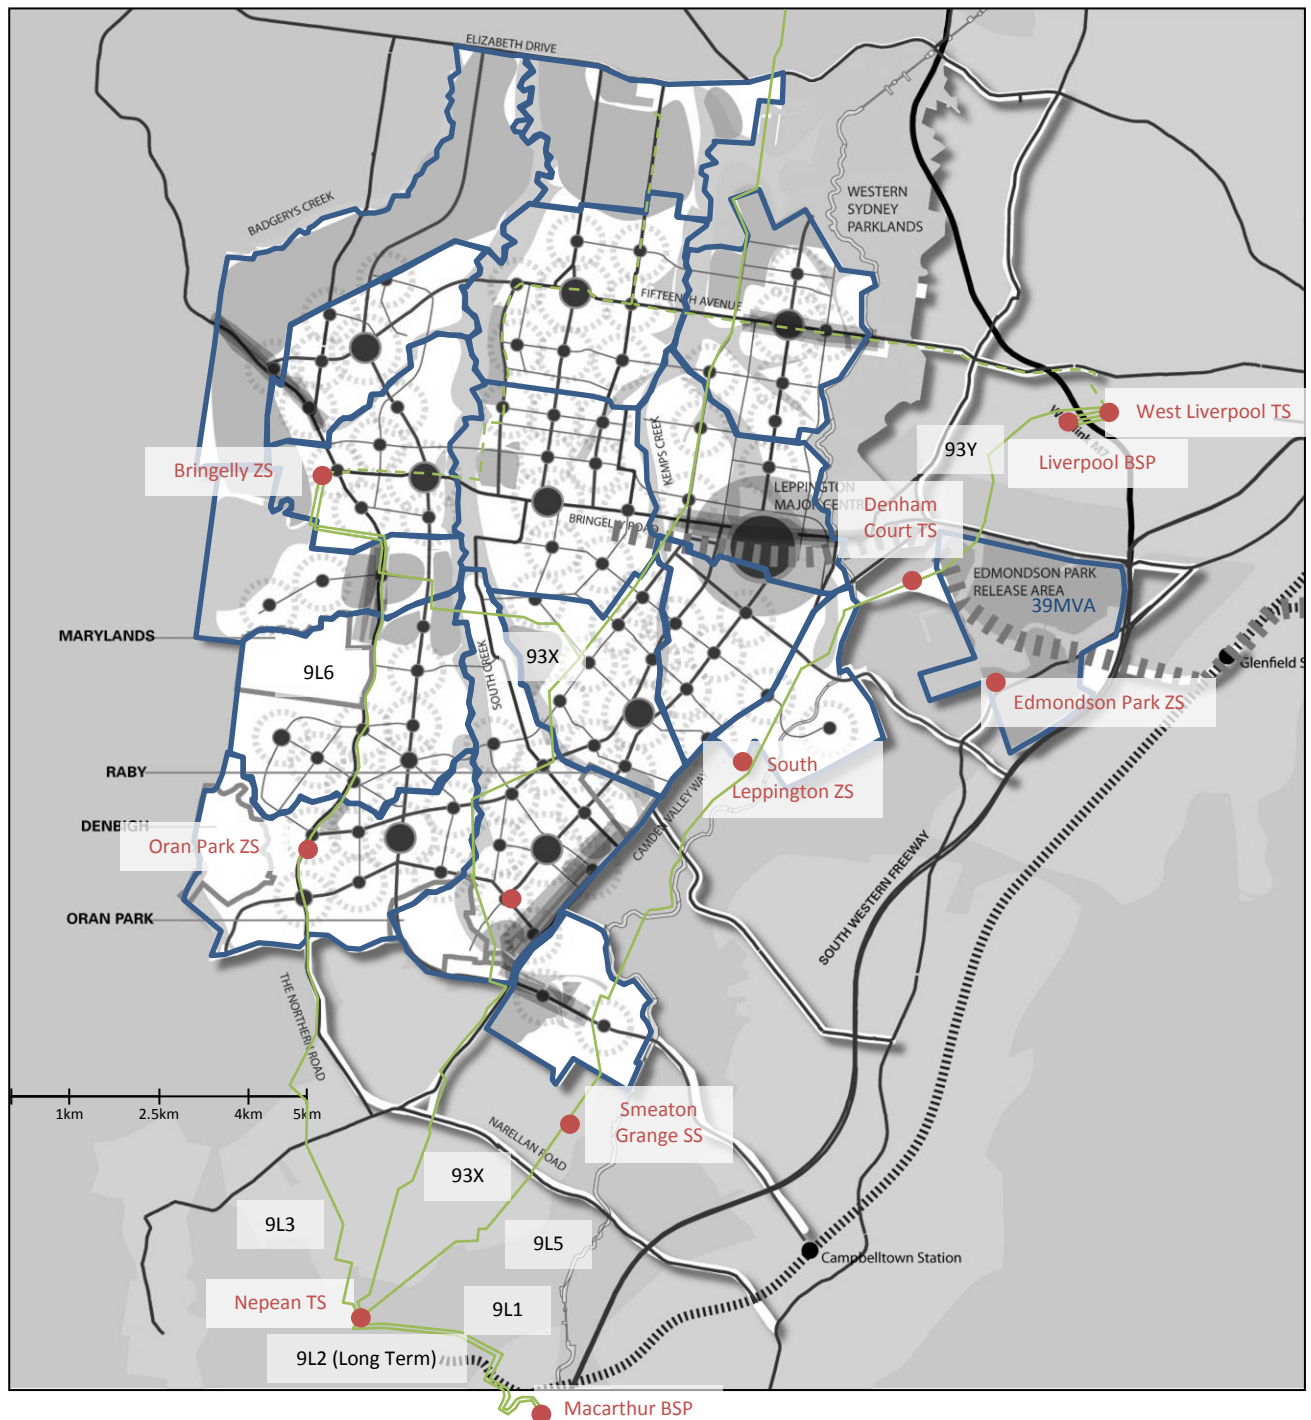 ELIZABETH DRIVE
BADGERYS CREEK
WESTERN
SYDNEY
PARKLANDS
FIFTEENTH AVENUE
West Liverpool TS
93Y
Liverpool BSP
KEMPS CREEK
Bringelly ZS
LEPPINGTON
MAJOR CENTR
Denham
Court TS
BRINGELLY ROAD
EDMONDSON PARK
RELEASE AREA
39MVA
MARYLANDS
SOUTH CREEK
93X
9L6
Glenfield S
Edmondson Park ZS
RABY
South
Leppington ZS
CAMDEN VALLEY WAY
DENBIGH
Oran Park ZS
SOUTH WESTERN FREEWAY
ORAN PARK
THE NORTHERN ROAD
1km
2.5km
4km
5km
Smeaton
Grange SS
NARELLAN ROAD
93X
9L3
9L5
Campbelltown Station
Nepean TS
9L1
9L2 (Long Term)
Macarthur BSP